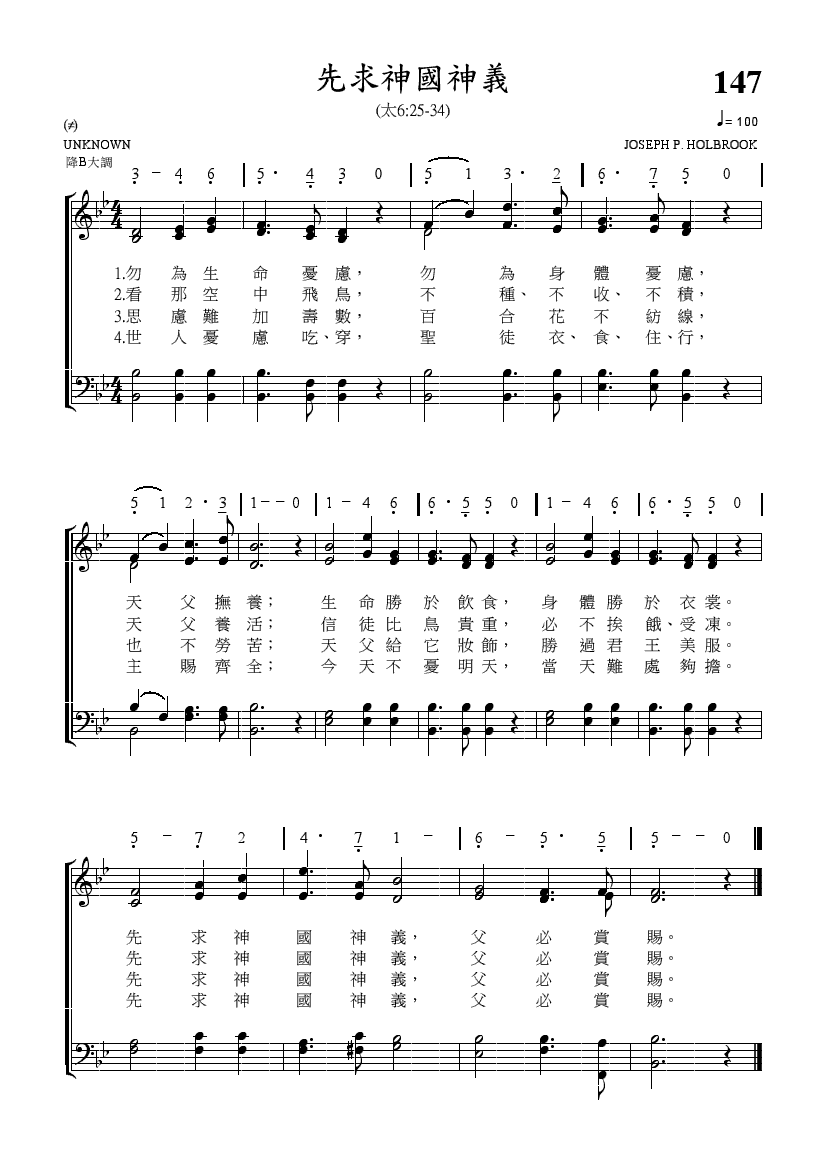 先求神國神義
147
(太6:25-34)
(≠)
♩= 100
UNKNOWN
JOSEPH P. HOLBROOK
降B大調
3 – 4 6 | 5 · 4 3 0 | 5 1 3 · 2 | 6 · 7 5 0 |
1.勿為生命憂慮，勿為身體憂慮，
2.看那空中飛鳥，不種、不收、不積，
3.思慮難加壽數，百合花不紡線，
4.世人憂慮吃、穿，聖徒衣、食、住、行，
5 1 2 · 3 | 1 – – 0 | 1 – 4 6 | 6 · 5 5 0 | 1 – 4 6 | 6 · 5 5 0 |
天父撫養；生命勝於飲食，身體勝於衣裳。
天父養活；信徒比鳥貴重，必不挨餓、受凍。
也不勞苦；天父給它妝飾，勝過君王美服。
主賜齊全；今天不憂明天，當天難處夠擔。
5 – 7 2 | 4 · 7 1 – | 6 – 5 · 5 | 5 – – 0
先求神國神義，父必賞賜。
先求神國神義，父必賞賜。
先求神國神義，父必賞賜。
先求神國神義，父必賞賜。